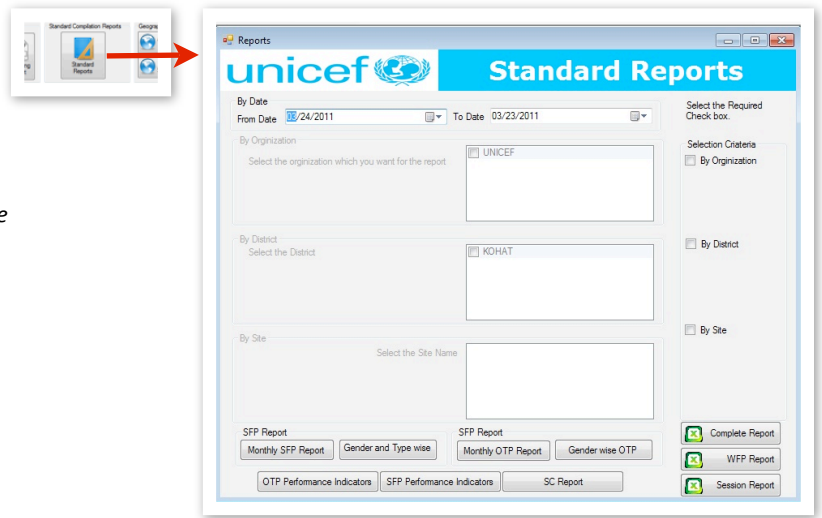 Standard Compilation Reports
Geogra
Standard
Reports
e
Reports
unicef
Standard Reports
By Date
From Date 03/24/2011
To Date 03/23/2011
Select the Required
Check box.
By Orginization
Select the orginization which you want for the report
UNICEF
Selection Criateria
By Orginization
By District
Select the District
KOHAT
By District
By Site
Select the Site Name
By Site
SFP Report
Monthly SFP Report
Gender and Type wise
SFP Report
Monthly OTP Report
Gender wise OTP
Complete Report
WFP Report
OTP Performance Indicators
SFP Performance Indicators
SC Report
Session Report